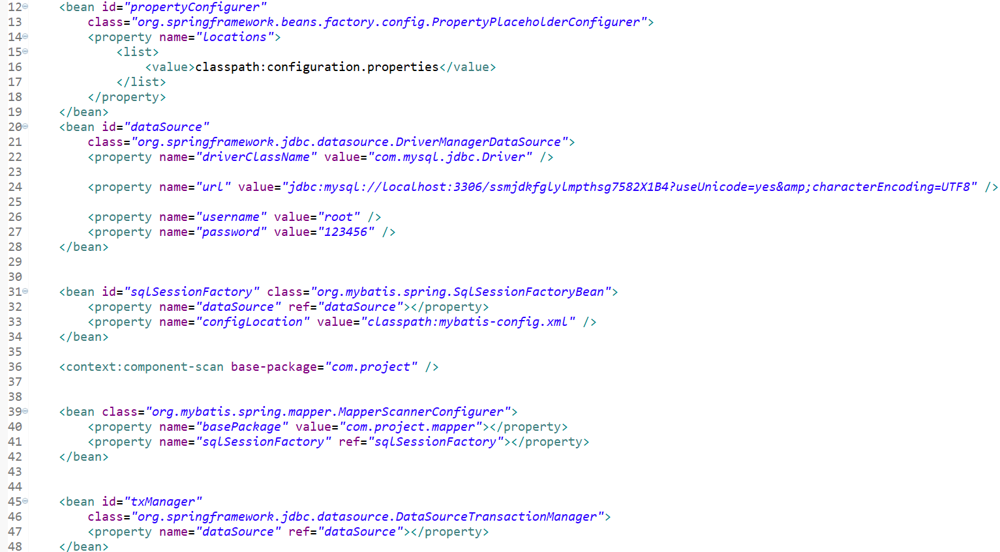 12 <bean id="propertyConfigurer"
13 class="org.springframework.beans.factory.config.PropertyPlaceholderConfigurer">
14 <property name="locations">
15 <list>
16 <value>classpath:configuration.properties</value>
17 </list>
18 </property>
19 </bean>
20 <bean id="dataSource"
21 class="org.springframework.jdbc.datasource.DriverManagerDataSource">
22 <property name="driverClassName" value="com.mysql.jdbc.Driver" />
23
24 <property name="url" value="jdbc:mysql://localhost:3306/ssmjdkfglylmpthsg7582X1B4?useUnicode=yes&amp;characterEncoding=UTF8" />
25
26 <property name="username" value="root" />
27 <property name="password" value="123456" />
28 </bean>
29
30
31 <bean id="sqlSessionFactory" class="org.mybatis.spring.SqlSessionFactoryBean">
32 <property name="dataSource" ref="dataSource"></property>
33 <property name="configLocation" value="classpath:mybatis-config.xml" />
34 </bean>
35
36 <context:component-scan base-package="com.project" />
37
38
39 <bean class="org.mybatis.spring.mapper.MapperScannerConfigurer">
40 <property name="basePackage" value="com.project.mapper"></property>
41 <property name="sqlSessionFactory" ref="sqlSessionFactory"></property>
42 </bean>
43
44
45 <bean id="txManager"
46 class="org.springframework.jdbc.datasource.DataSourceTransactionManager">
47 <property name="dataSource" ref="dataSource"></property>
48 </bean>